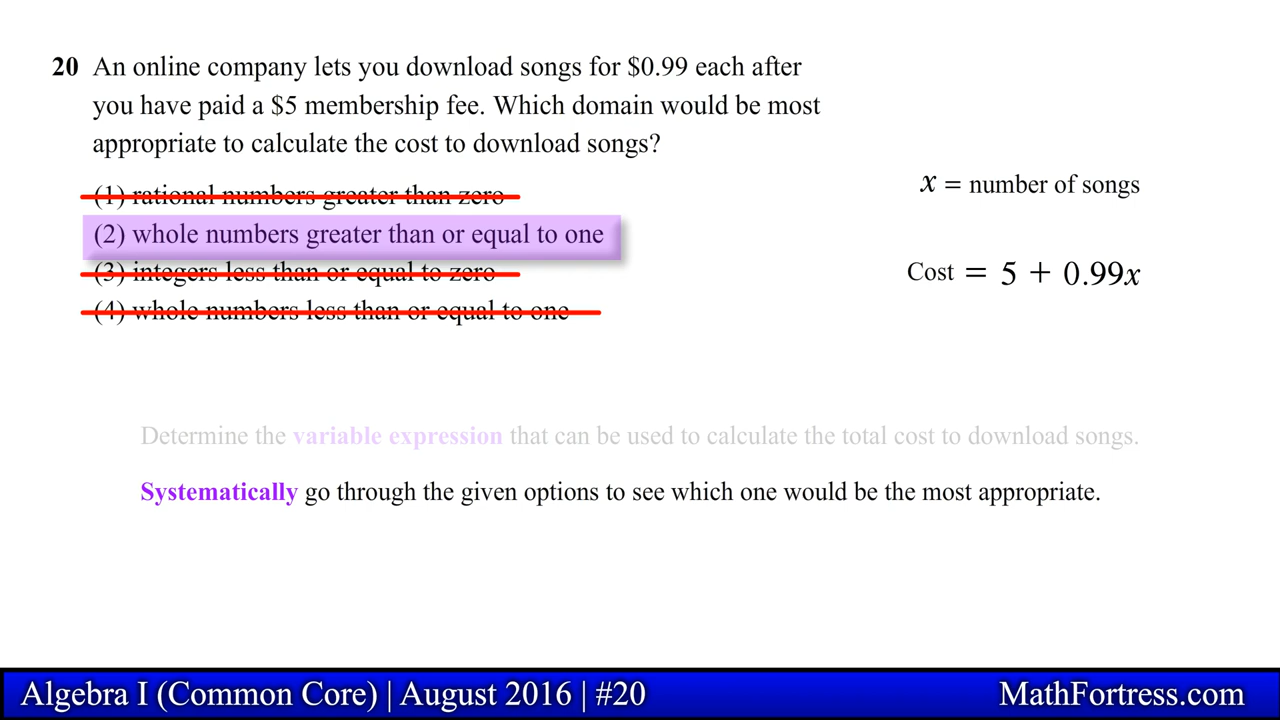 20 An online company lets you download songs for $0.99 each after
you have paid a $5 membership fee. Which domain would be most
appropriate to calculate the cost to download songs?
(1) rational numbers greater than zero
(2) whole numbers greater than or equal to one
(3) integers less than or equal to zero
(4) whole numbers less than or equal to one
x = number of songs
Cost = 5 + 0.99x
Determine the variable expression that can be used to calculate the total cost to download songs.
Systematically go through the given options to see which one would be the most appropriate.
Algebra I (Common Core) | August 2016 | #20
MathFortress.com